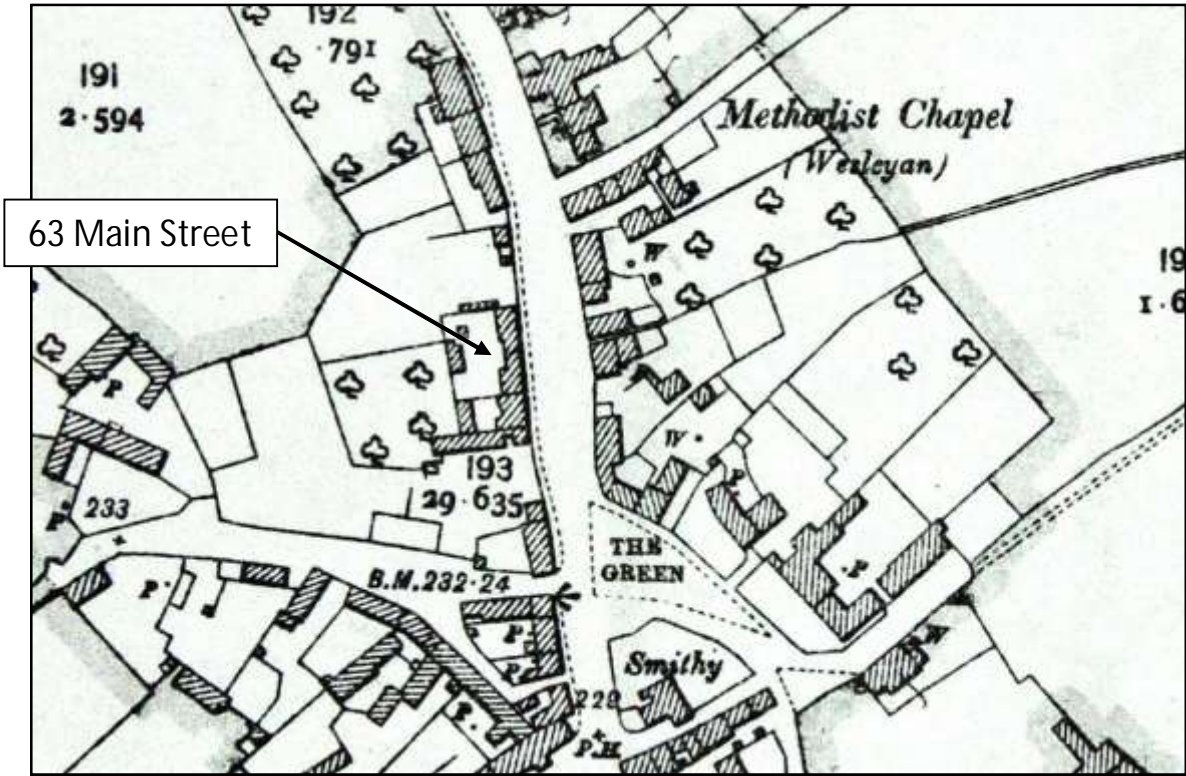 192
·791
191
2·594
Methodist Chapel
(Wesleyan)
63 Main Street
W
19
1·6
P
W
193
29·635
P
233
P
THE
GREEN
B.M.232·24
P
P
P
W
Smithy
P
229
P
P.H.